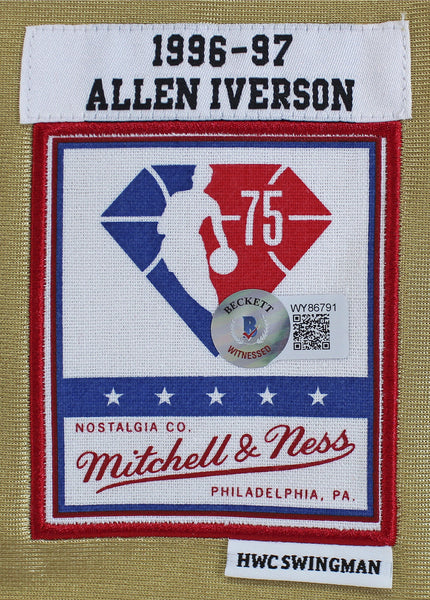 1996-97
ALLEN IVERSON
75
BECKETT
B
WITNESSED
WY86791
NOSTALGIA CO.
Mitchell & Ness
PHILADELPHIA, PA.
HWC SWINGMAN